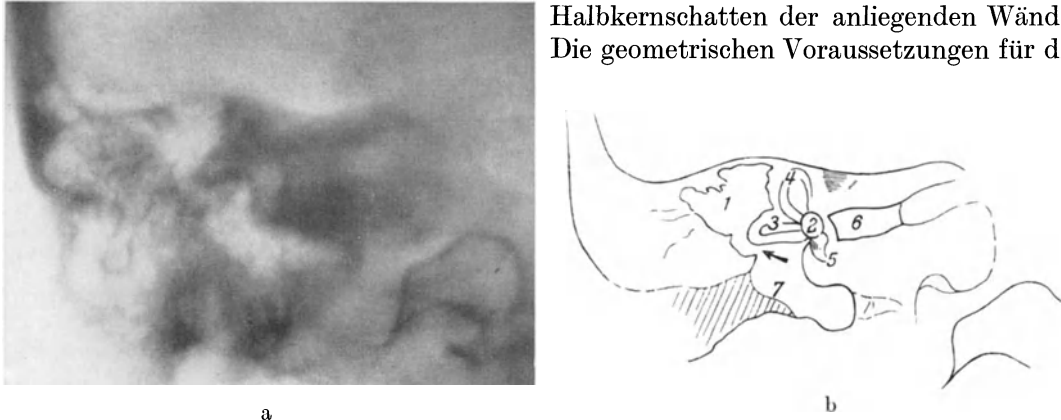 Halbkernschatten der anliegenden Wänd
Die geometrischen Voraussetzungen für d
4
1
3
2
6
5
7
a
b